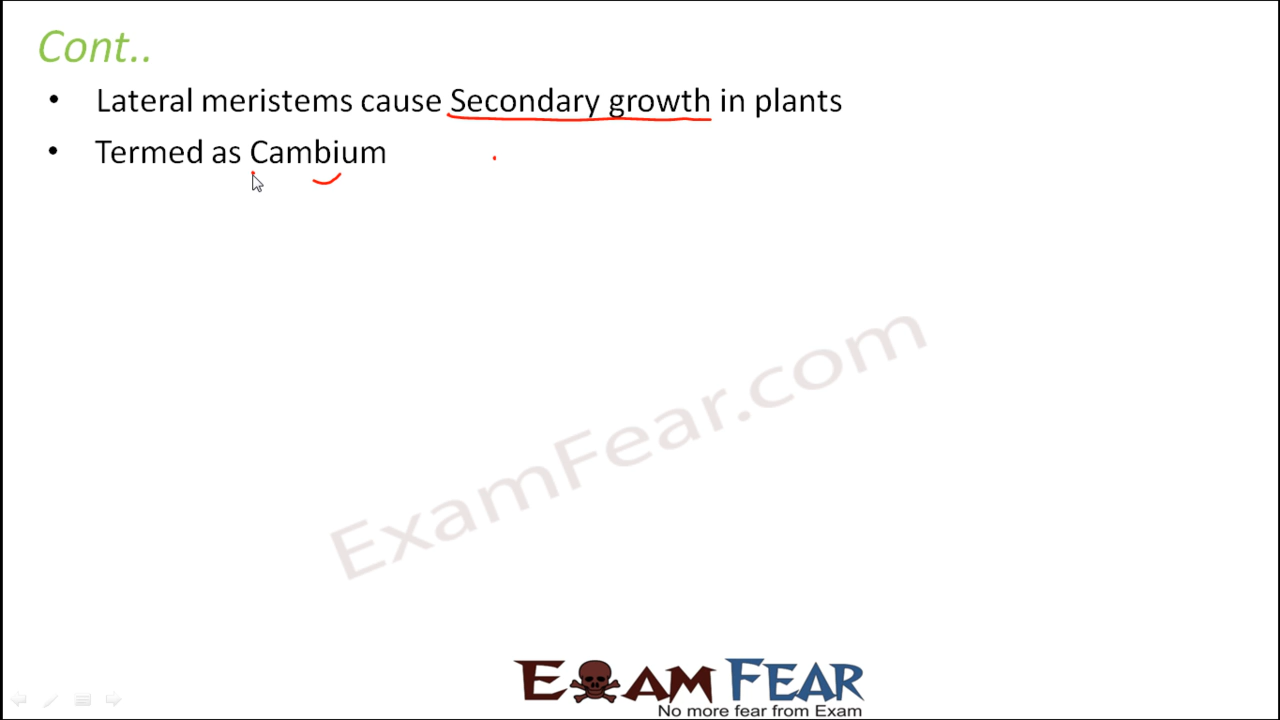 Cont..
• Lateral meristems cause Secondary growth in plants
• Termed as Cambium
ExamFear.com
EXAM FEAR
No more fear from Exam